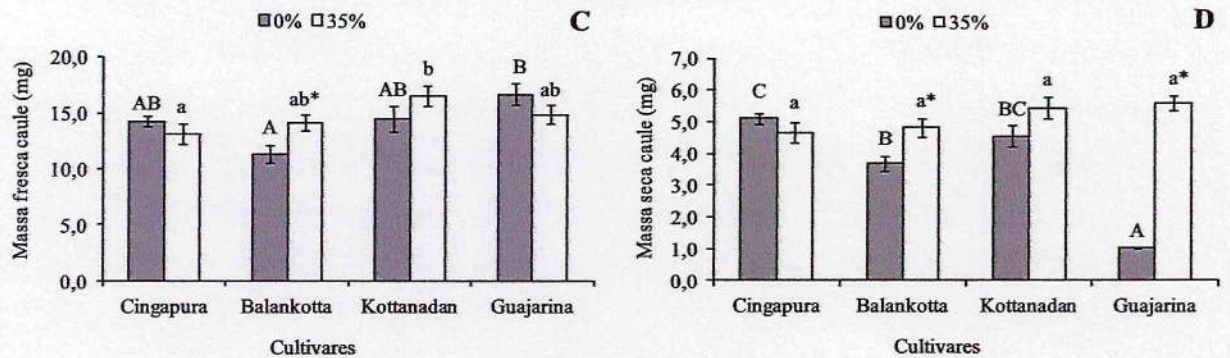 0% 35% C
Massa fresca caule (mg)
20,0
15,0
10,0
5,0
0,0
AB a A ab* AB b B ab
Cingapura Balankotta Kottanadan Guajarina
Cultivares
0% 35% D
Massa seca caule (mg)
7,0
6,0
5,0
4,0
3,0
2,0
1,0
0,0
C a B a* BC a A a*
Cingapura Balankotta Kottanadan Guajarina
Cultivares